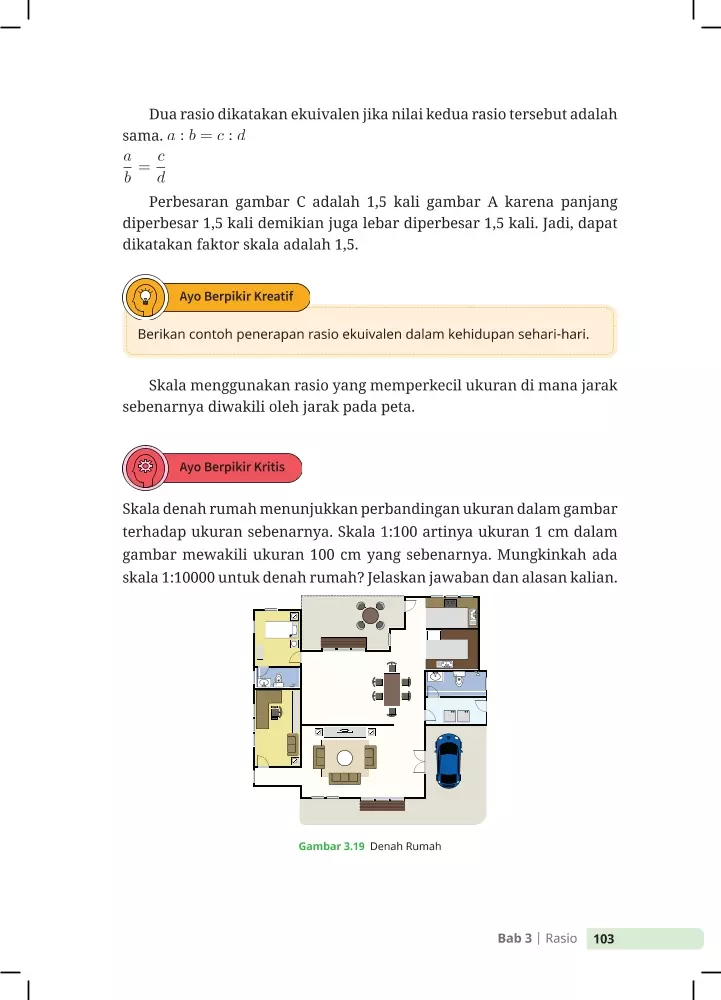 Dua rasio dikatakan ekuivalen jika nilai kedua rasio tersebut adalah
sama. a : b = c : d
a/b = c/d
Perbesaran gambar C adalah 1,5 kali gambar A karena panjang
diperbesar 1,5 kali demikian juga lebar diperbesar 1,5 kali. Jadi, dapat
dikatakan faktor skala adalah 1,5.
Ayo Berpikir Kreatif
Berikan contoh penerapan rasio ekuivalen dalam kehidupan sehari-hari.
Skala menggunakan rasio yang memperkecil ukuran di mana jarak
sebenarnya diwakili oleh jarak pada peta.
Ayo Berpikir Kritis
Skala denah rumah menunjukkan perbandingan ukuran dalam gambar
terhadap ukuran sebenarnya. Skala 1:100 artinya ukuran 1 cm dalam
gambar mewakili ukuran 100 cm yang sebenarnya. Mungkinkah ada
skala 1:10000 untuk denah rumah? Jelaskan jawaban dan alasan kalian.
Gambar 3.19 Denah Rumah
Bab 3 | Rasio 103